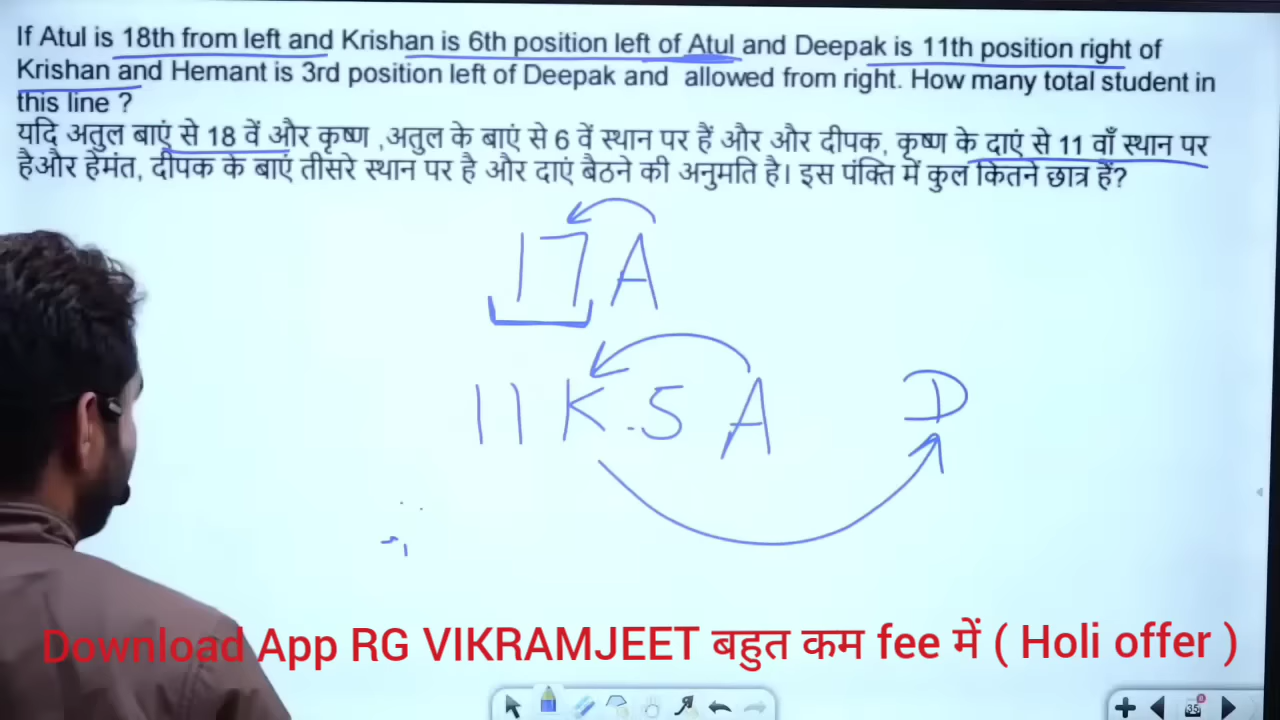 If Atul is 18th from left and Krishan is 6th position left of Atul and Deepak is 11th position right of
Krishan and Hemant is 3rd position left of Deepak and allowed from right. How many total student in
this line ?
यदि अतुल बाएं से 18 वें और कृष्ण ,अतुल के बाएं से 6 वें स्थान पर हैं और और दीपक, कृष्ण के दाएं से 11 वाँ स्थान पर
हैऔर हेमंत, दीपक के बाएं तीसरे स्थान पर है और दाएं बैठने की अनुमति है। इस पंक्ति में कुल कितने छात्र हैं?
17 A
11 K.5 A D
Download App RG VIKRAMJEET बहुत कम fee में ( Holi offer )
35